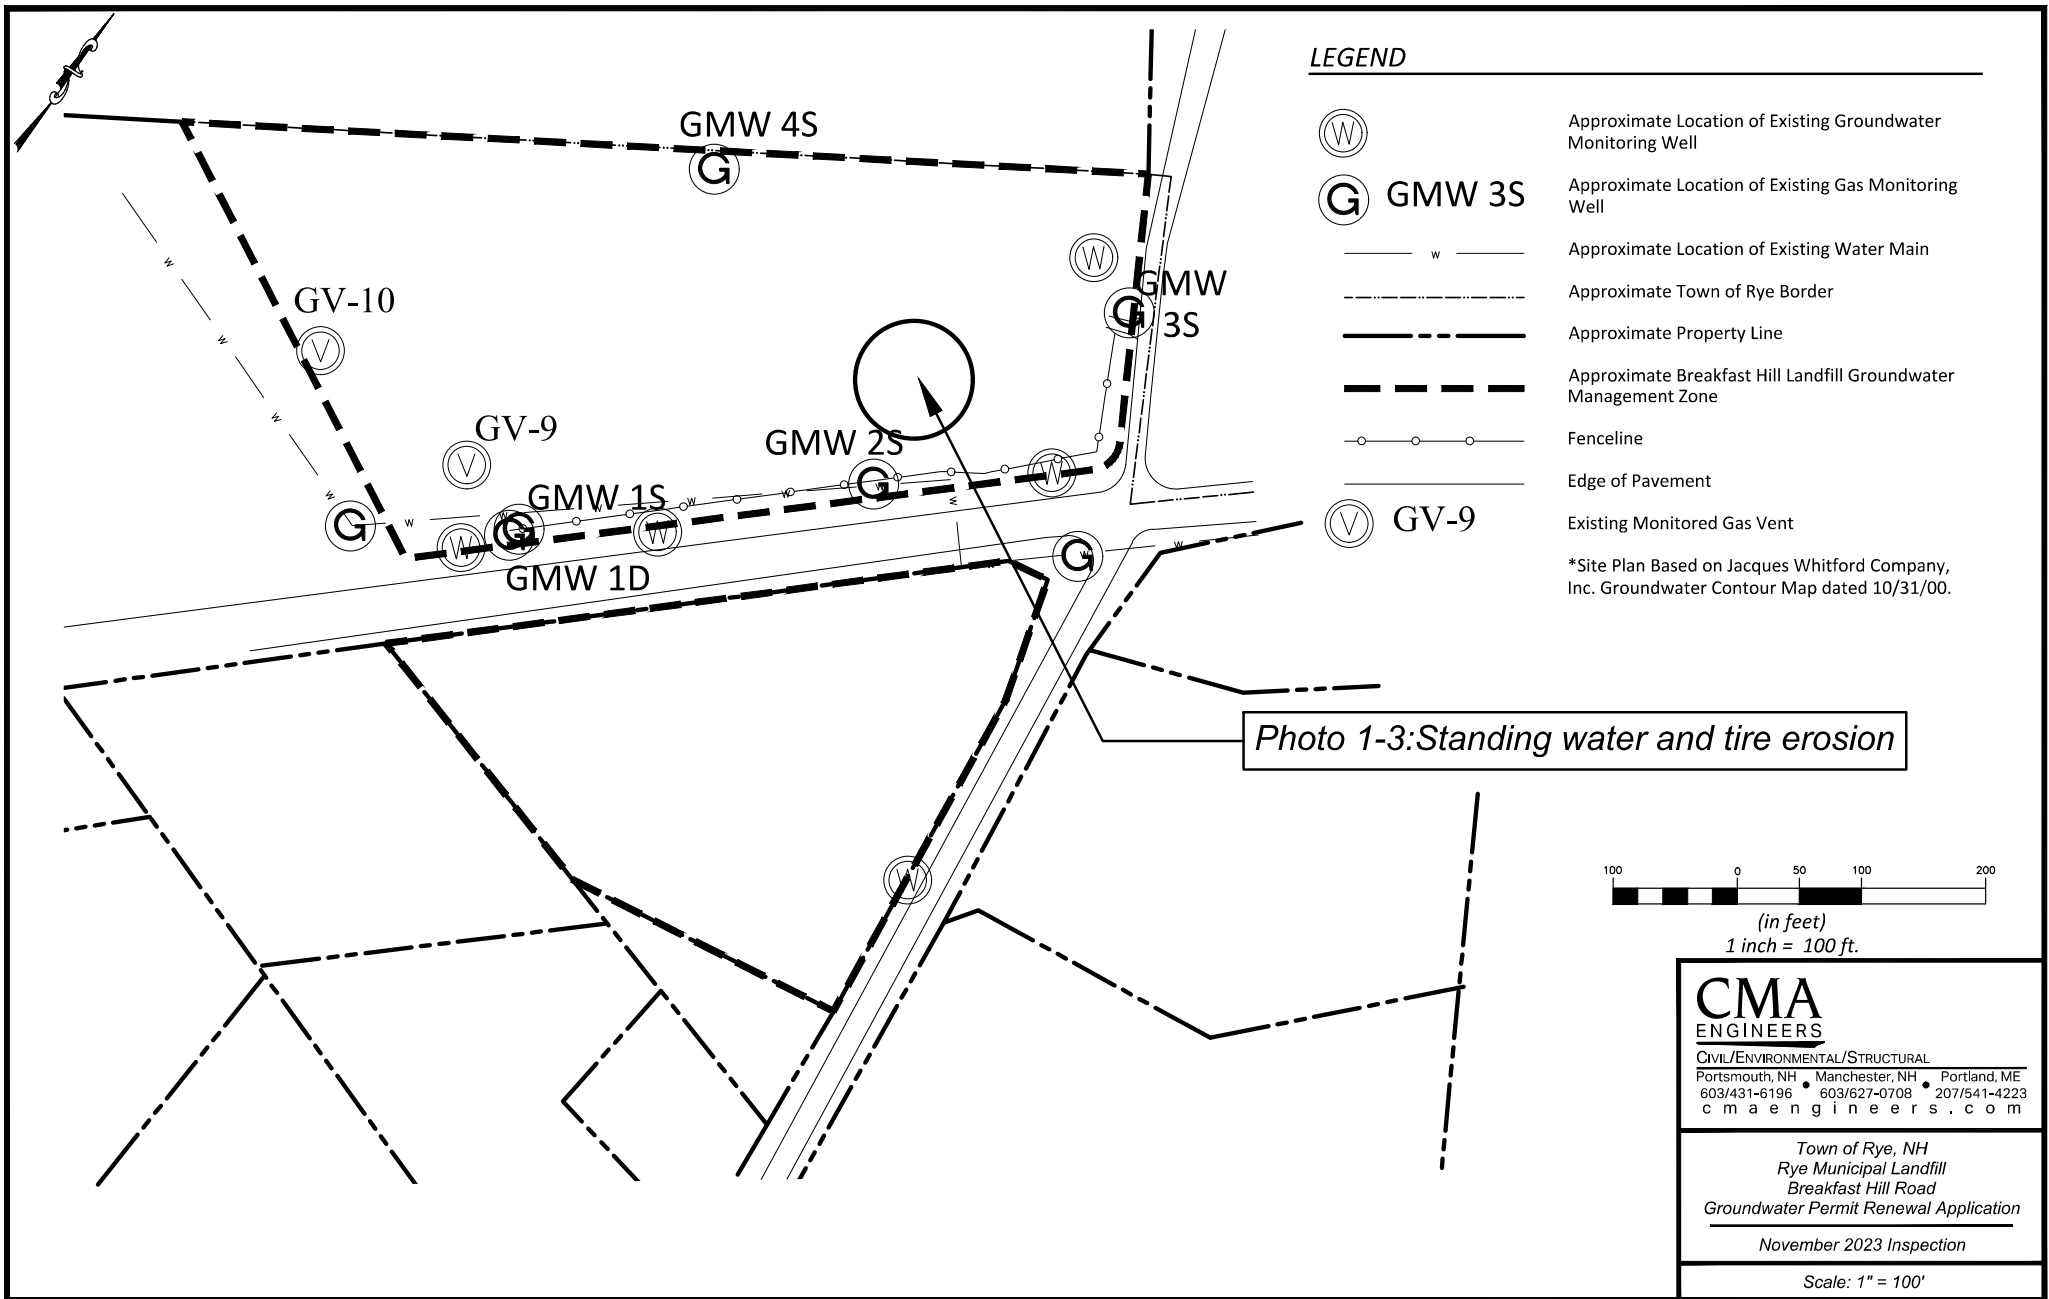 LEGEND
W
Approximate Location of Existing Groundwater
Monitoring Well
G
GMW 3S
Approximate Location of Existing Gas Monitoring
Well
W
Approximate Location of Existing Water Main
Approximate Town of Rye Border
Approximate Property Line
Approximate Breakfast Hill Landfill Groundwater
Management Zone
Fenceline
Edge of Pavement
V
GV-9
Existing Monitored Gas Vent
*Site Plan Based on Jacques Whitford Company,
Inc. Groundwater Contour Map dated 10/31/00.
GMW 4S
G
W
W
GMW
G
3S
GV-10
W
V
W
GV-9
V
GMW 2S
G
W
W
W
GMW 1S
W
W
W
W
G
W
W
G
G
W
W
W
GMW 1D
G
W
W
W
Photo 1-3:Standing water and tire erosion
W
100 0 50 100 200
(in feet)
1 inch = 100 ft.
CMA
ENGINEERS
CIVIL/ENVIRONMENTAL/STRUCTURAL
Portsmouth, NH • Manchester, NH • Portland, ME
603/431-6196 603/627-0708 207/541-4223
cmaengineers.com
Town of Rye, NH
Rye Municipal Landfill
Breakfast Hill Road
Groundwater Permit Renewal Application
November 2023 Inspection
Scale: 1" = 100'